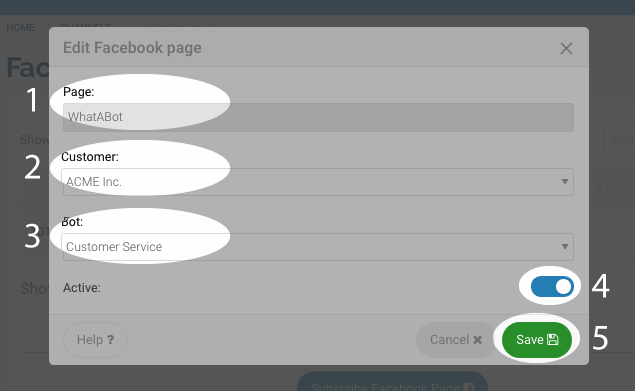 HOME
Fac
Edit Facebook page
1
Page:
WhatABot
Show
2
Customer:
ACME Inc.
3
Bot:
Customer Service
Show
Active:
4
Help ?
Cancel ✖
Save
5
Subscribe Facebook Page